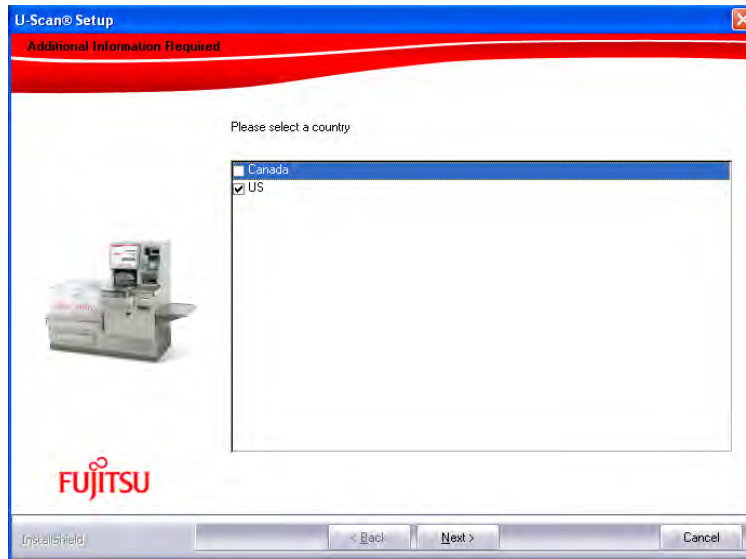 U-Scan® Setup
Additional Information Required
Please select a country
Canada
US
FUJITSU
InstallShield
< Back
Next >
Cancel